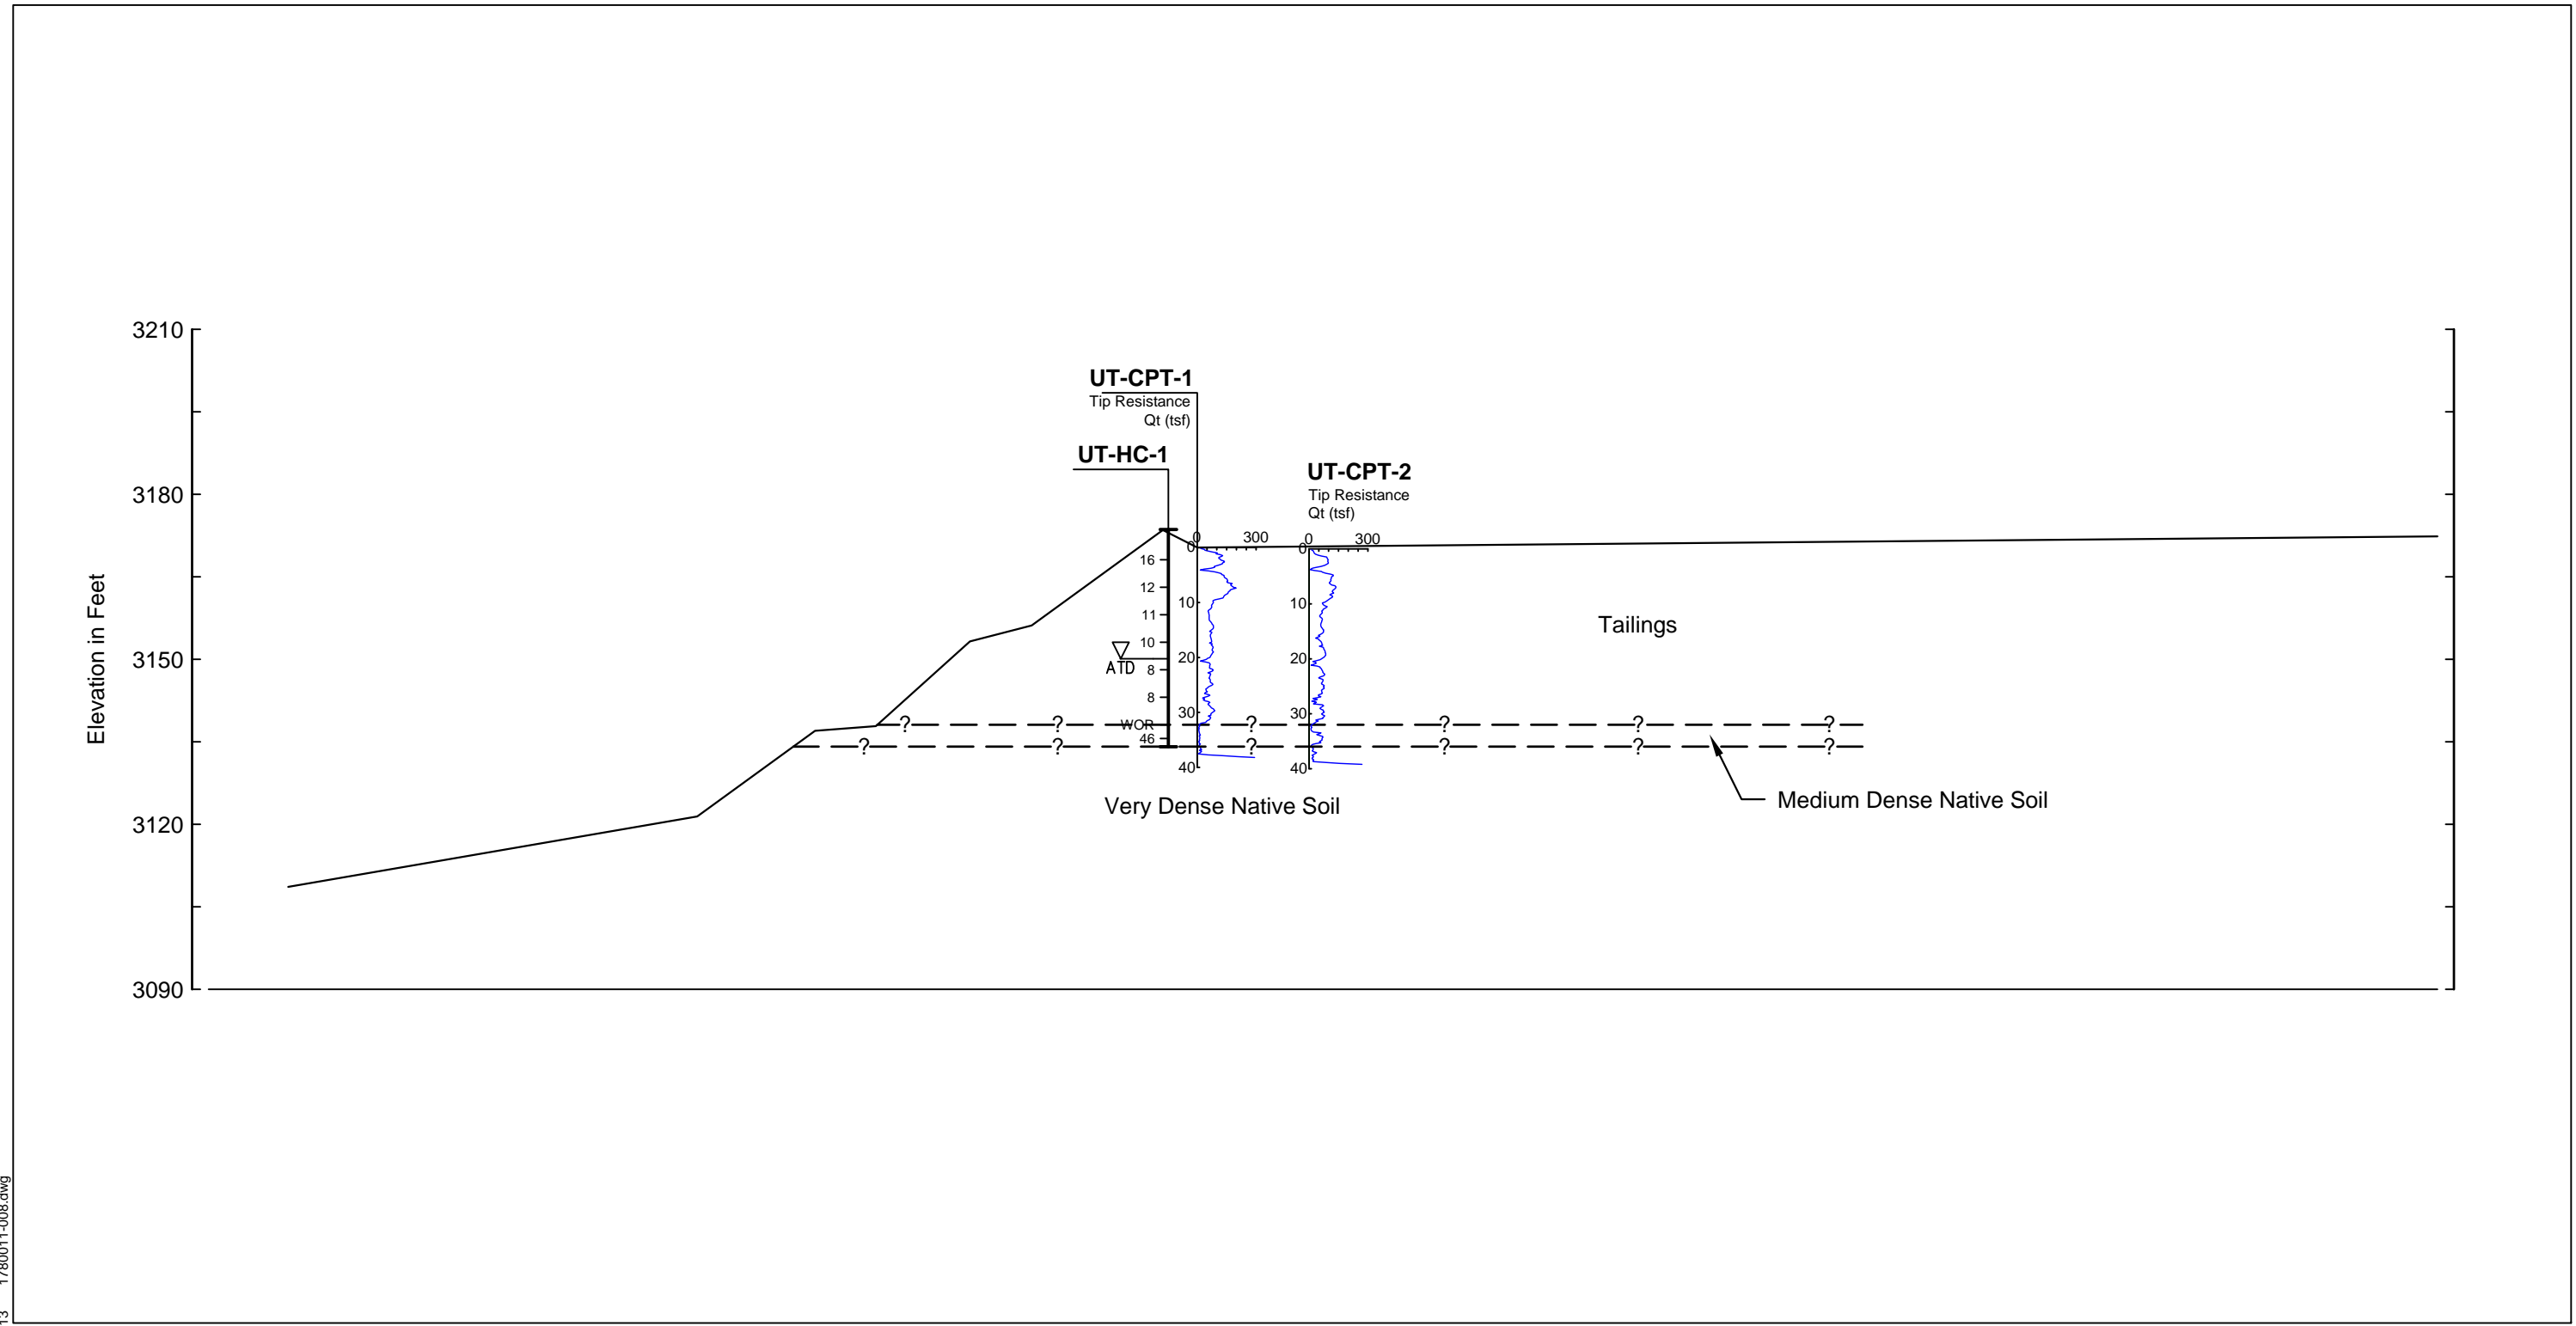 3210
3180
3150
3120
3090
Elevation in Feet
UT-CPT-1
Tip Resistance
Qt (tsf)
UT-HC-1
UT-CPT-2
Tip Resistance
Qt (tsf)
0 300
0
10
20
30
40
0 300
0
10
20
30
40
16
12
11
10
8
8
WOR
46
ATD
Tailings
? ? ? ? ? ?
? ? ? ? ? ?
Very Dense Native Soil
Medium Dense Native Soil
1780011-008.dwg